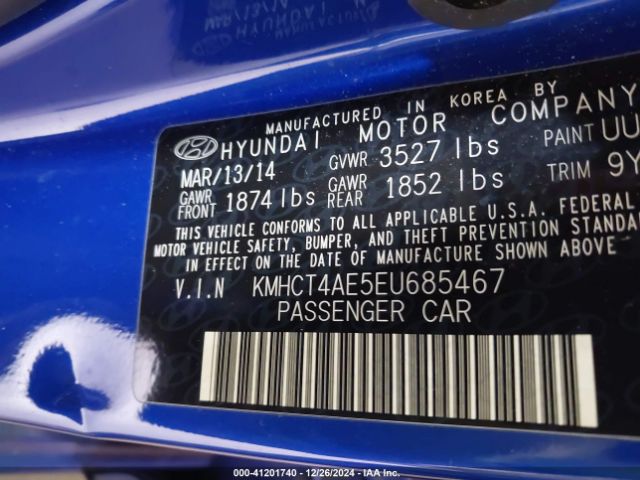 MANUFACTURED IN KOREA BY
HYUNDAI MOTOR COMPANY
MAR/13/14 GVWR 3527 lbs PAINT UU
GAWR FRONT 1874 lbs GAWR REAR 1852 lbs TRIM 9Y
THIS VEHICLE CONFORMS TO ALL APPLICABLE U.S.A. FEDERAL
MOTOR VEHICLE SAFETY, BUMPER, AND THEFT PREVENTION STANDA
IN EFFECT ON THE DATE OF MANUFACTURE SHOWN ABOVE
V.I.N KMHCT4AE5EU685467
PASSENGER CAR
000-41201740 - 12/26/2024 - IAA Inc.